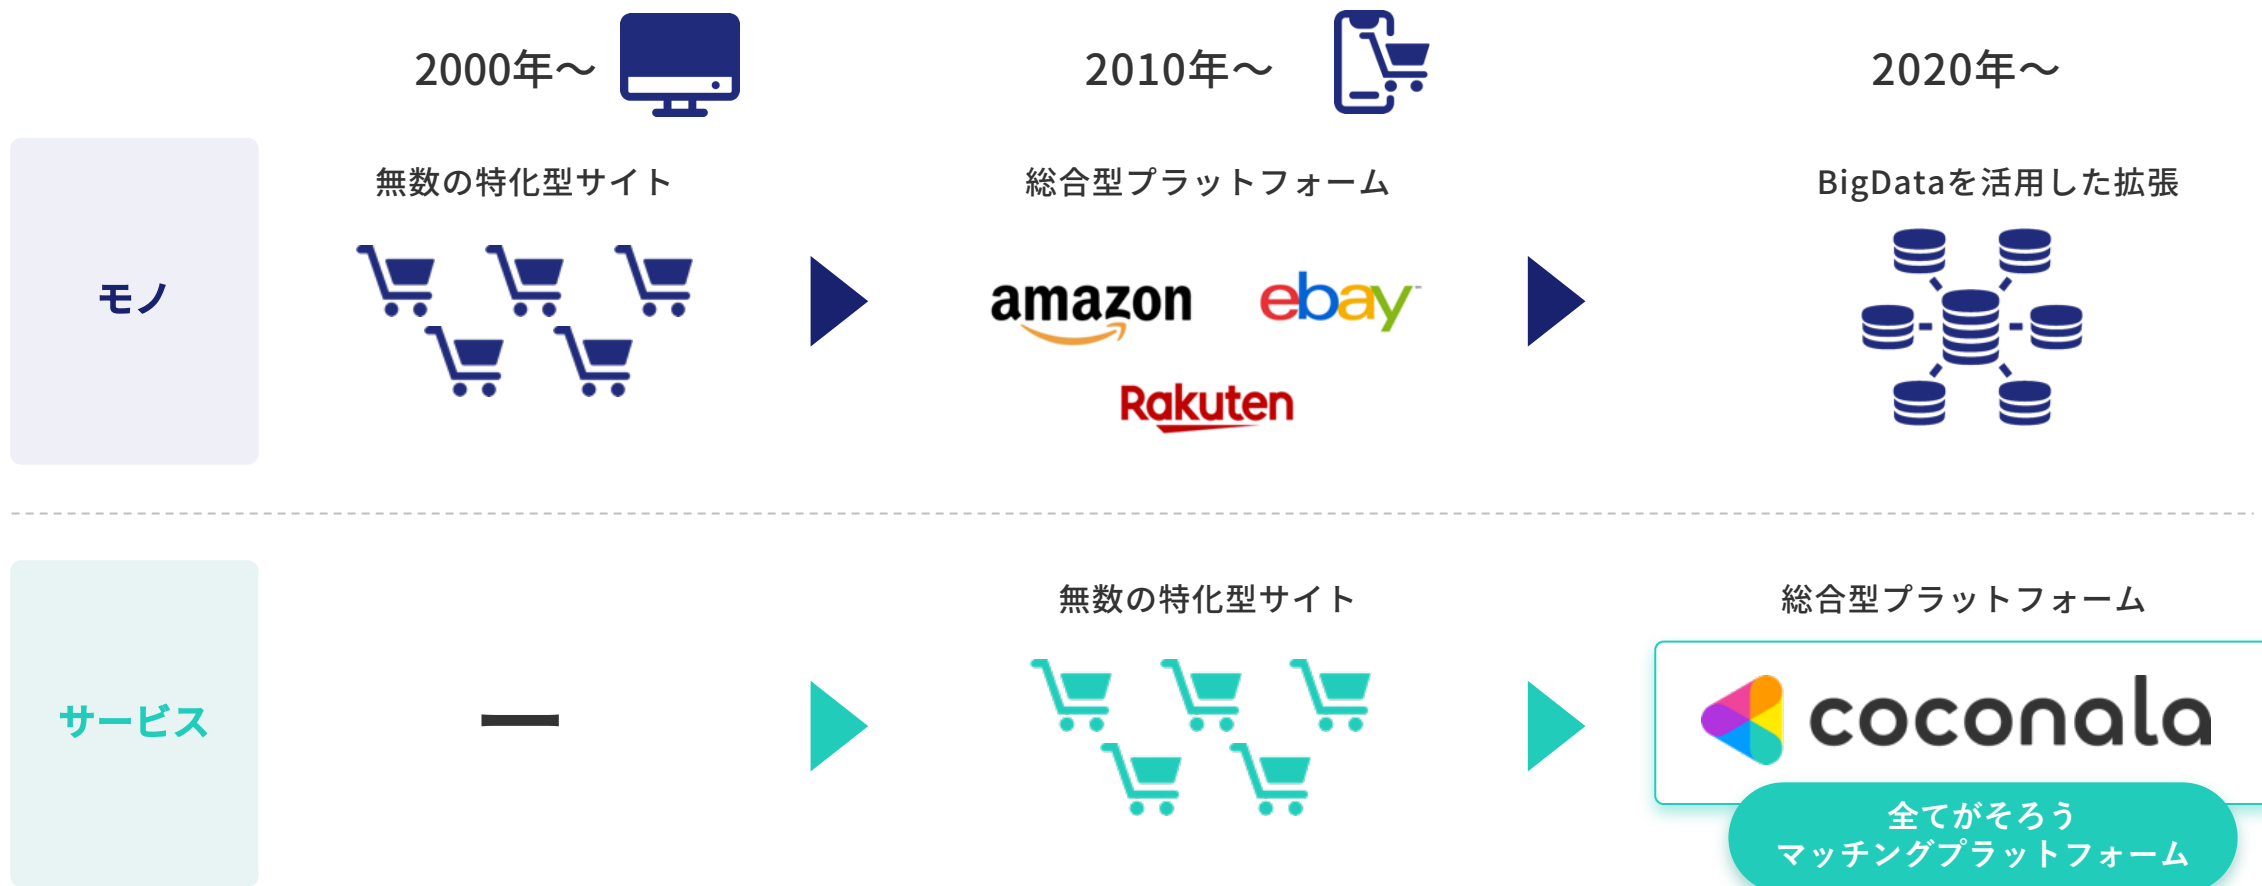 2000年～
2010年～
2020年～
モノ
無数の特化型サイト
総合型プラットフォーム
BigDataを活用した拡張
amazon
ebay™
Rakuten
サービス
ー
無数の特化型サイト
総合型プラットフォーム
coconala
全てがそろう
マッチングプラットフォーム